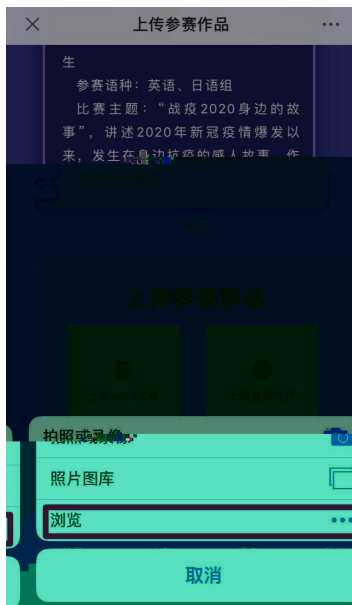 上传参赛作品
生
参赛语种：英语、日语组
比赛主题：“战疫2020身边的故
事”，讲述2020年新冠疫情爆发以
来，发生在身边抗疫的感人故事，作
上传参赛作品
上传word文件
上传音频文件
拍照或录像
照片图库
浏览
取消